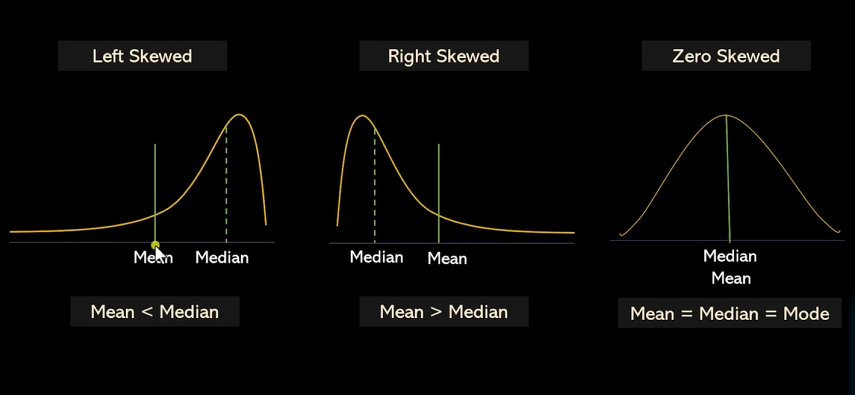 Left Skewed
Right Skewed
Zero Skewed
Mean
Median
Median
Mean
Median
Mean
Mean < Median
Mean > Median
Mean = Median = Mode